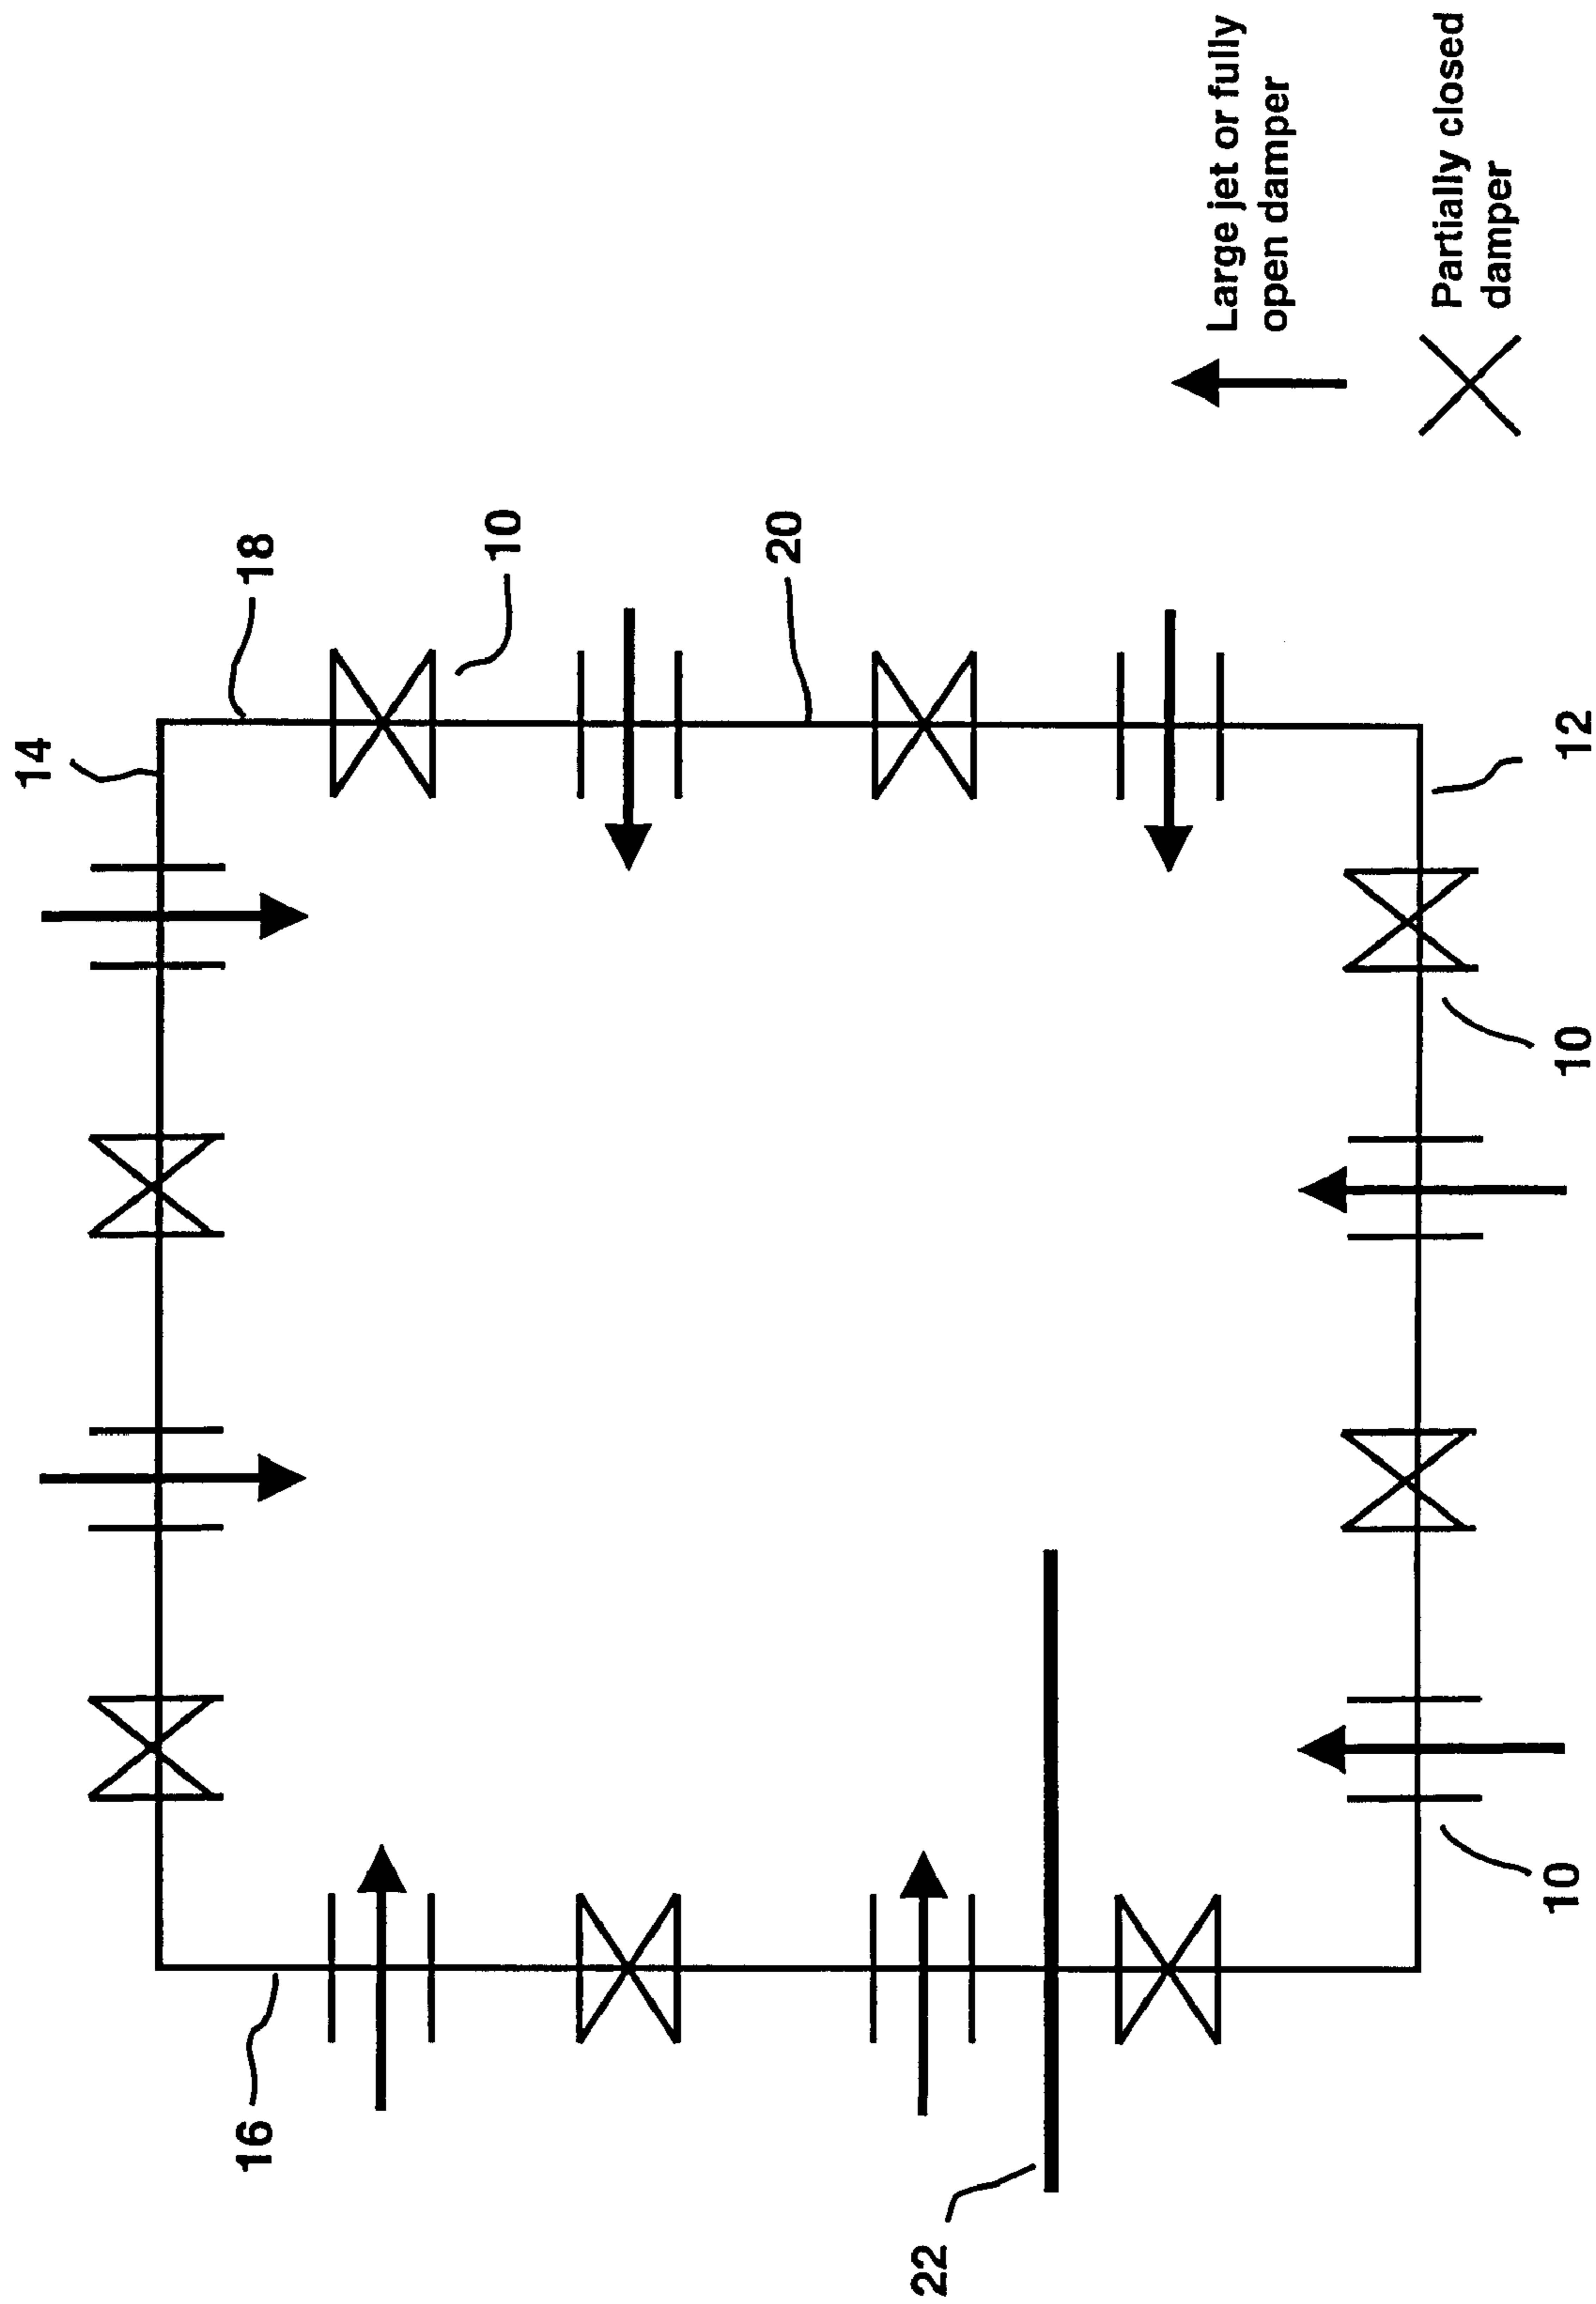 14
16
18
10
20
22
Large jet or fully
open damper
Partially closed
damper
10
10
12